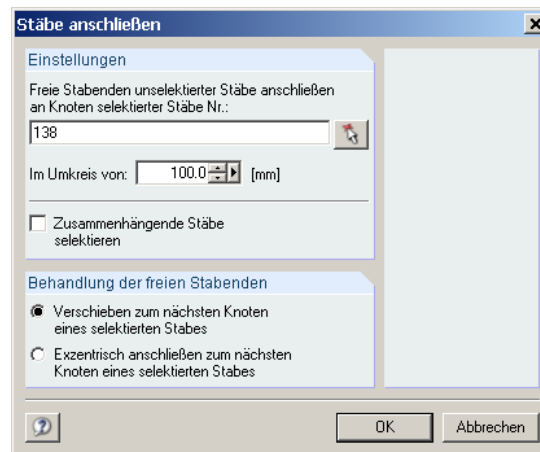 Stäbe anschließen
Einstellungen
Freie Stabenden unselektierter Stäbe anschließen
an Knoten selektierter Stäbe Nr.:
138
Im Umkreis von: 100.0 [mm]
Zusammenhängende Stäbe
selektieren
Behandlung der freien Stabenden
Verschieben zum nächsten Knoten
eines selektierten Stabes
Exzentrisch anschließen zum nächsten
Knoten eines selektierten Stabes
OK Abbrechen